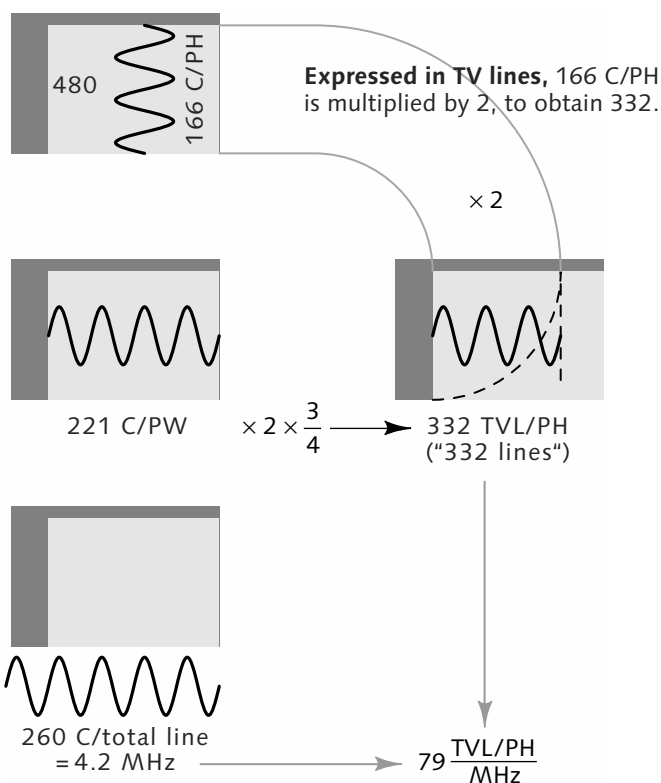 480
166 C/PH
Expressed in TV lines, 166 C/PH
is multiplied by 2, to obtain 332.
× 2
221 C/PW
× 2 × 3/4
332 TVL/PH
(“332 lines“)
260 C/total line
= 4.2 MHz
79 TVL/PH
MHz